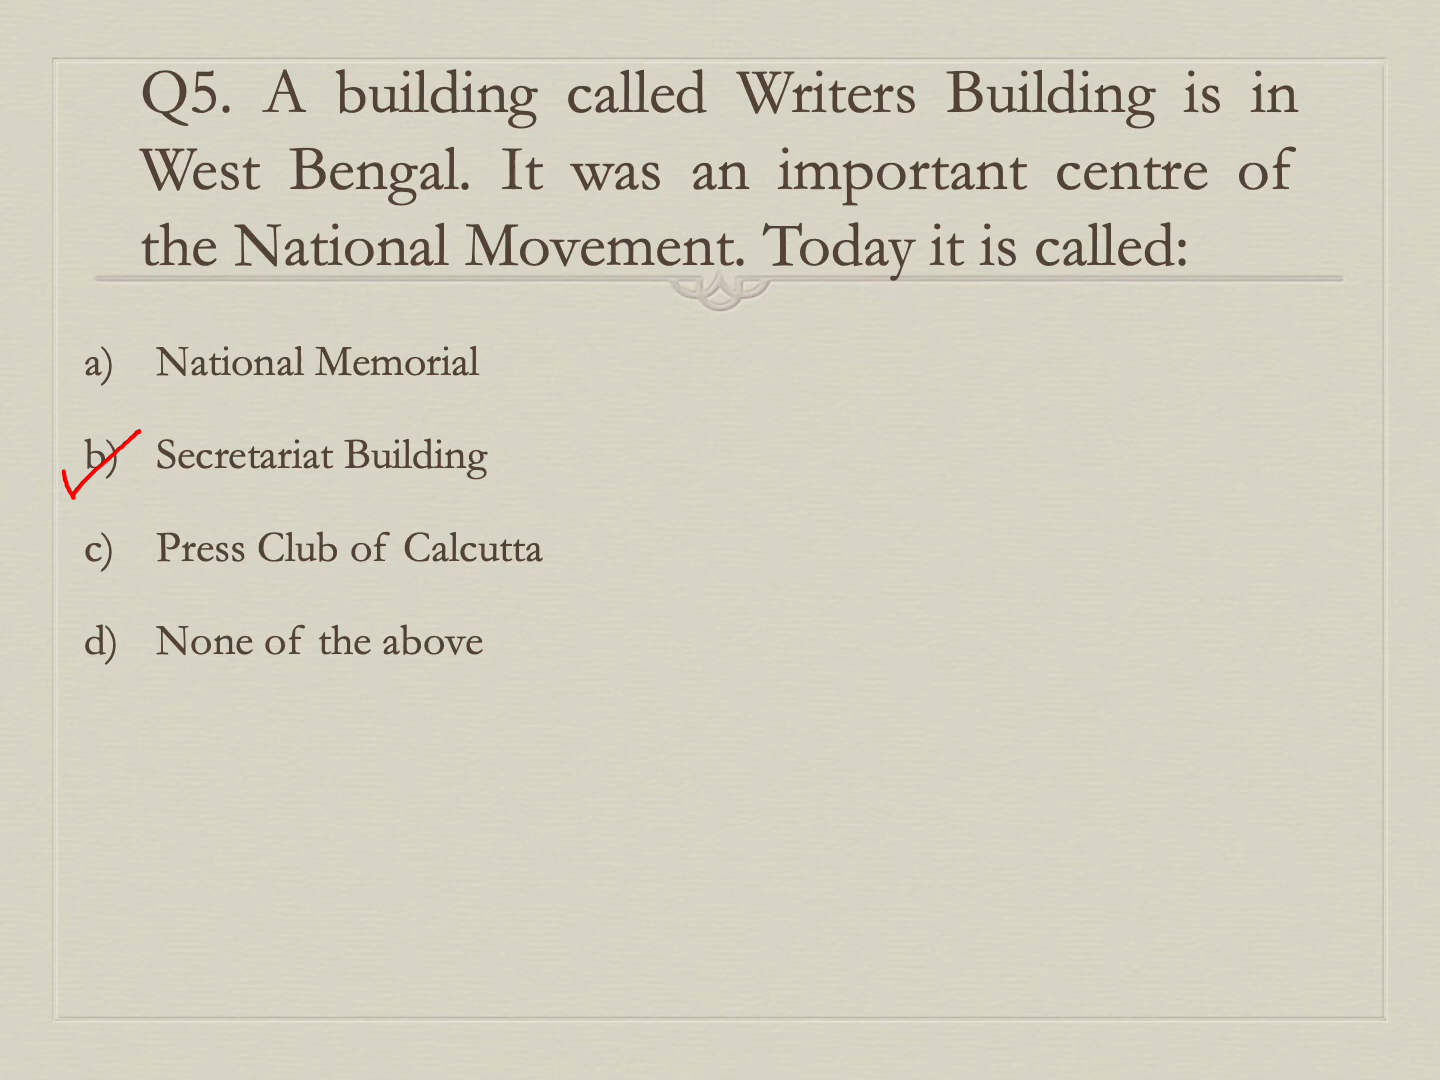 Q5. A building called Writers Building is in
West Bengal. It was an important centre of
the National Movement. Today it is called:
a) National Memorial
b) Secretariat Building
c) Press Club of Calcutta
d) None of the above